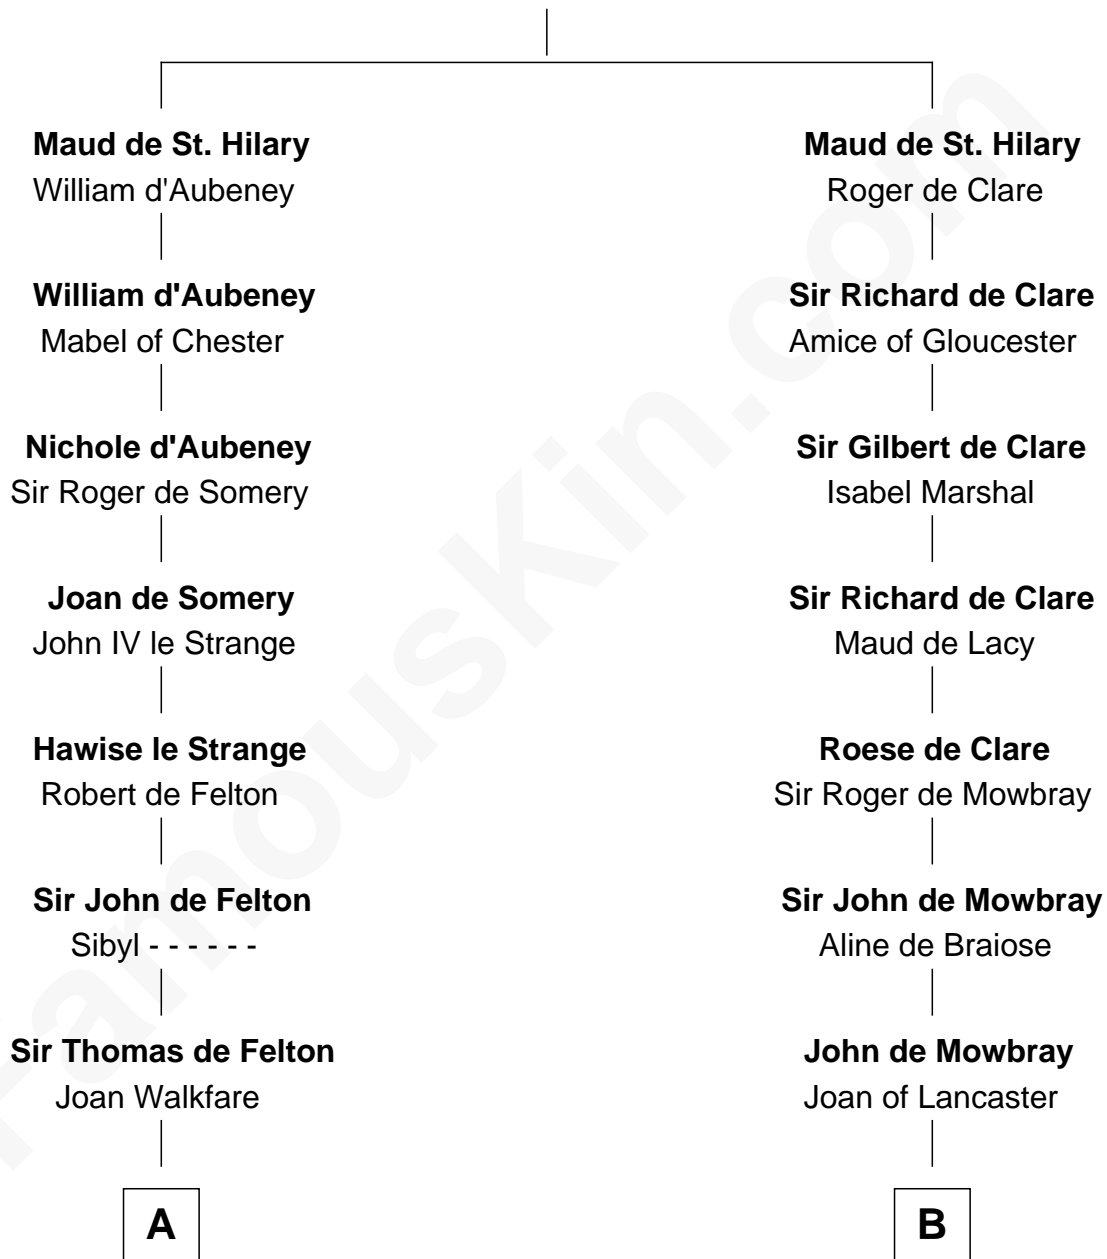 Maud de St. Hilary
William d'Aubeney
William d'Aubeney
Mabel of Chester
Nichole d'Aubeney
Sir Roger de Somery
Joan de Somery
John IV le Strange
Hawise le Strange
Robert de Felton
Sir John de Felton
Sibyl - - - - - -
Sir Thomas de Felton
Joan Walkfare
A
Maud de St. Hilary
Roger de Clare
Sir Richard de Clare
Amice of Gloucester
Sir Gilbert de Clare
Isabel Marshal
Sir Richard de Clare
Maud de Lacy
Roese de Clare
Sir Roger de Mowbray
Sir John de Mowbray
Aline de Braiose
John de Mowbray
Joan of Lancaster
B
FamousKin.com